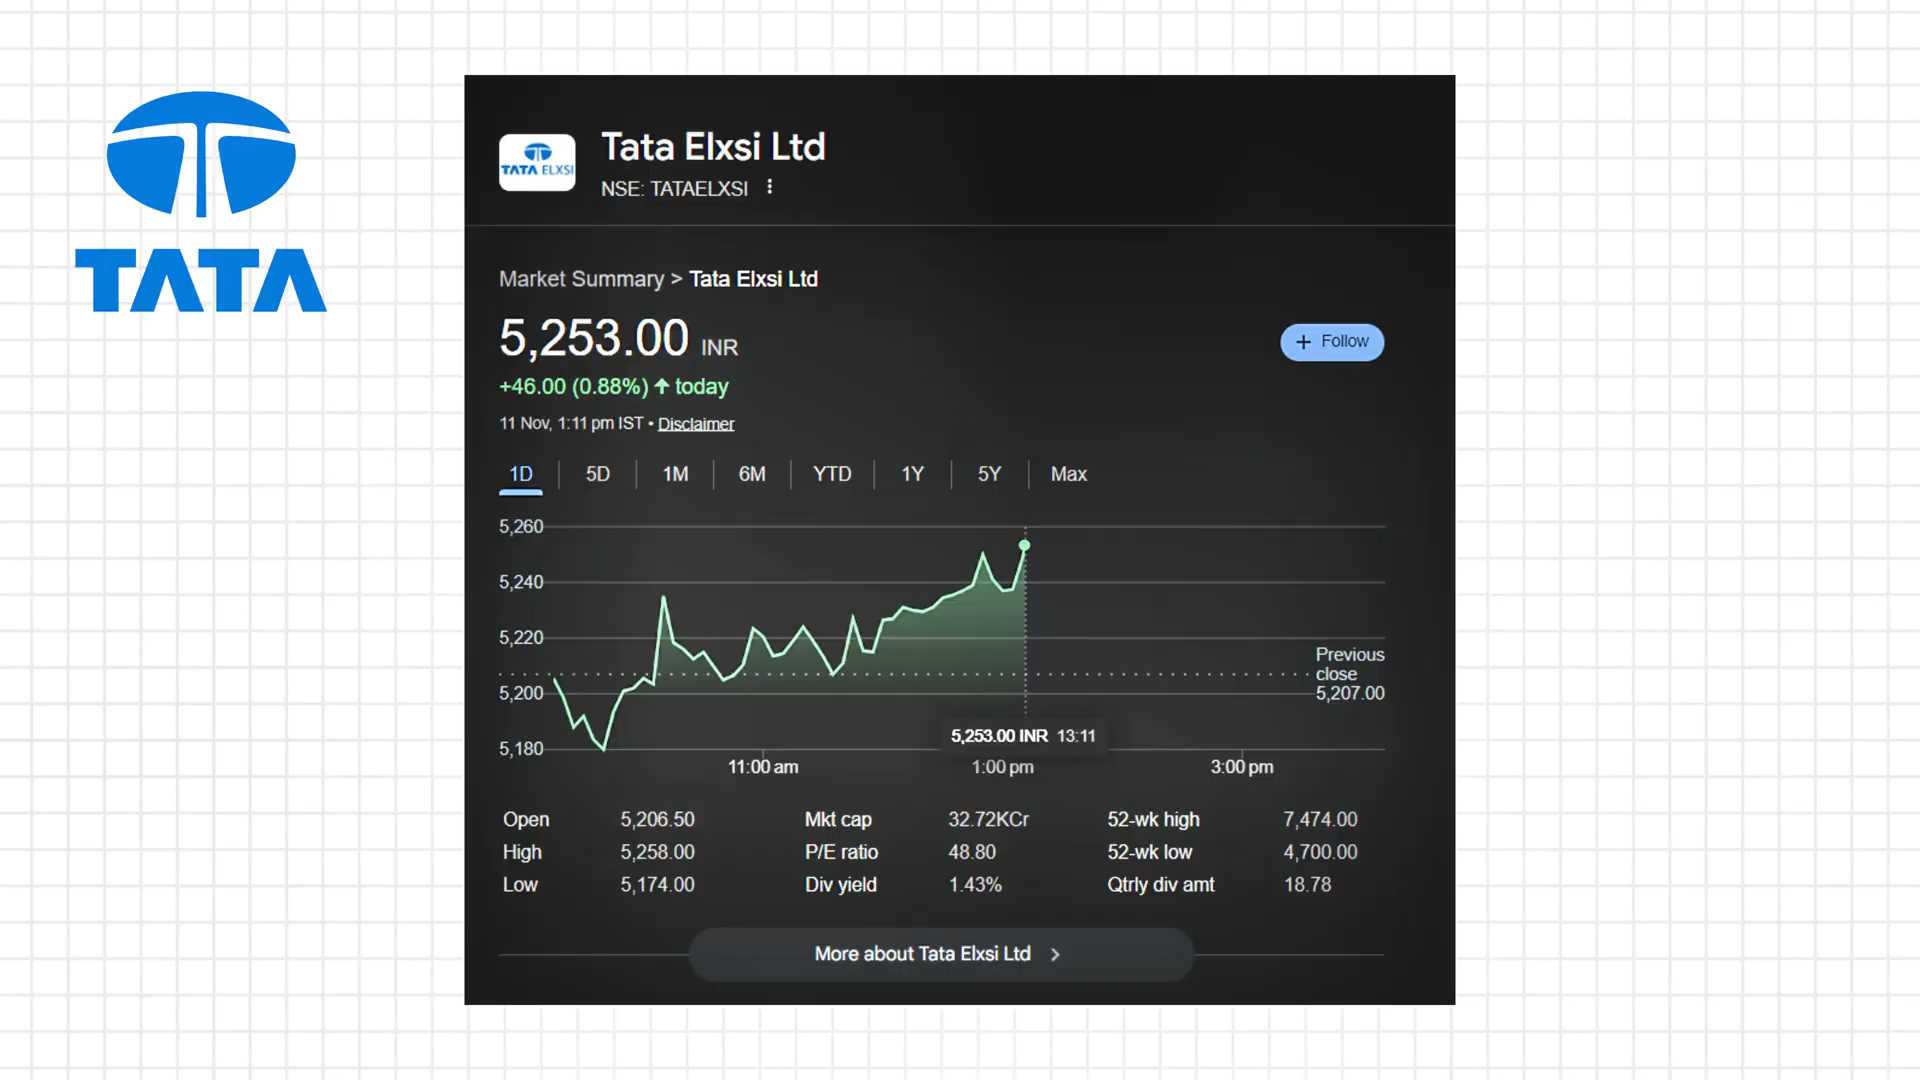 TATA
TATA ELXSI
Tata Elxsi Ltd
NSE: TATAELXSI
Market Summary > Tata Elxsi Ltd
5,253.00 INR
+ Follow
+46.00 (0.88%) ↑ today
11 Nov, 1:11 pm IST • Disclaimer
1D 5D 1M 6M YTD 1Y 5Y Max
5,260
5,240
5,220
Previous
close
5,200 5,207.00
5,253.00 INR 13:11
5,180
11:00 am 1:00 pm 3:00 pm
Open 5,206.50 Mkt cap 32.72KCr 52-wk high 7,474.00
High 5,258.00 P/E ratio 48.80 52-wk low 4,700.00
Low 5,174.00 Div yield 1.43% Qtrly div amt 18.78
More about Tata Elxsi Ltd >